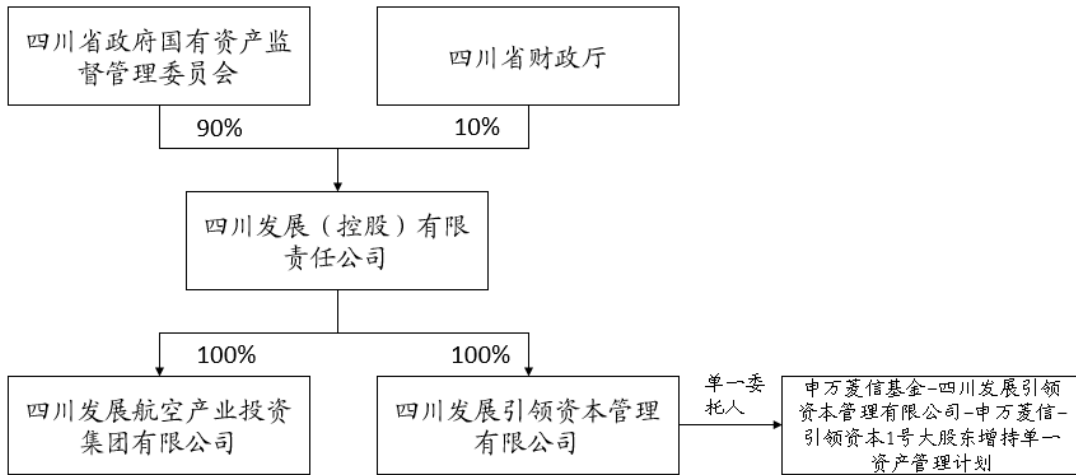 四川省政府国有资产监
督管理委员会
四川省财政厅
90%
10%
四川发展（控股）有限
责任公司
100%
100%
四川发展航空产业投资
集团有限公司
四川发展引领资本管理
有限公司
单一委
托人
申万菱信基金-四川发展引领
资本管理有限公司-申万菱信-
引领资本1号大股东增持单一
资产管理计划